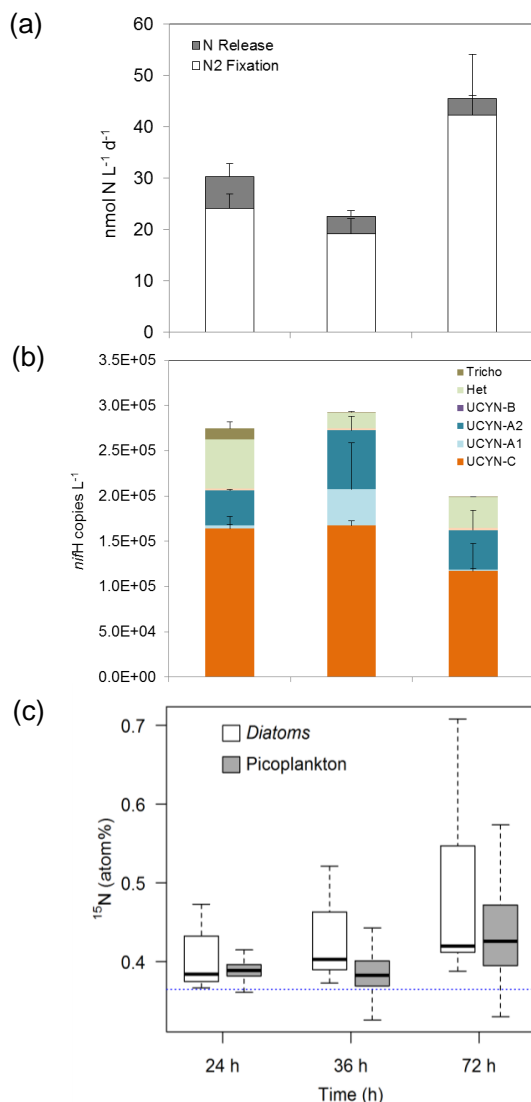 (a)
60
50
40
30
20
10
0
nmol N L⁻¹ d⁻¹
N Release
N2 Fixation
(b)
3.5E+05
3.0E+05
2.5E+05
2.0E+05
1.5E+05
1.0E+05
5.0E+04
0.0E+00
nifH copies L⁻¹
Tricho
Het
UCYN-B
UCYN-A2
UCYN-A1
UCYN-C
(c)
0.7
0.6
0.5
0.4
¹⁵N (atom%)
Diatoms
Picoplankton
24 h 36 h 72 h
Time (h)